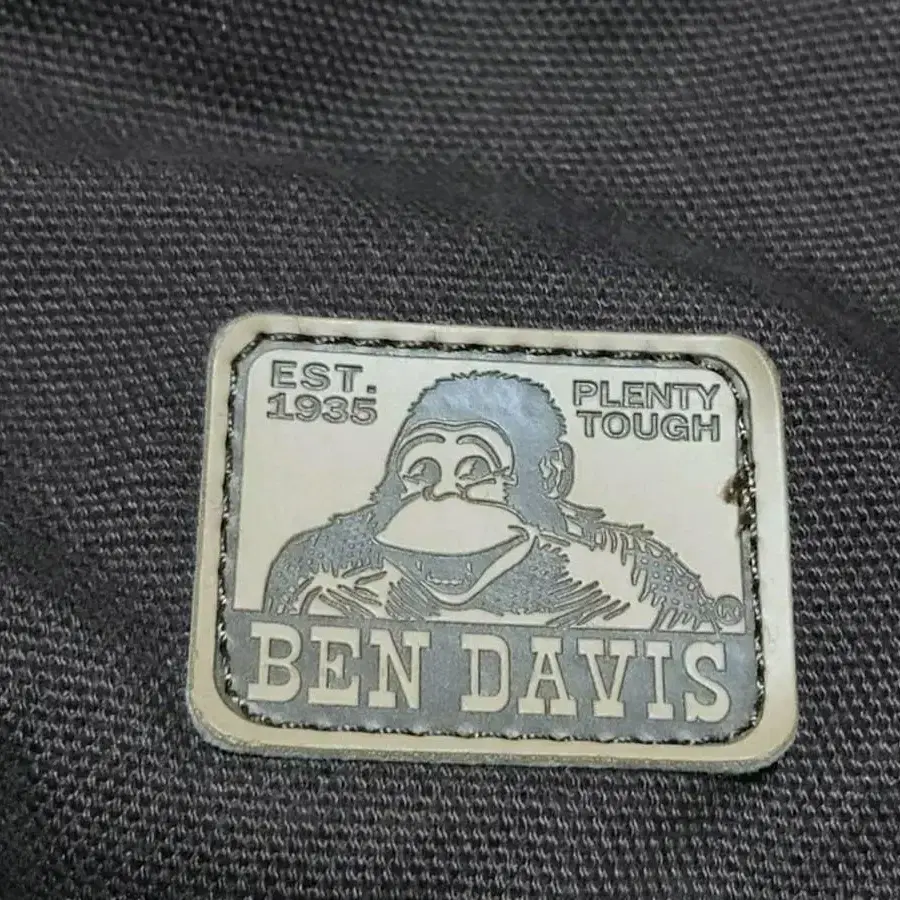 EST.
1935
PLENTY
TOUGH
®
BEN DAVIS